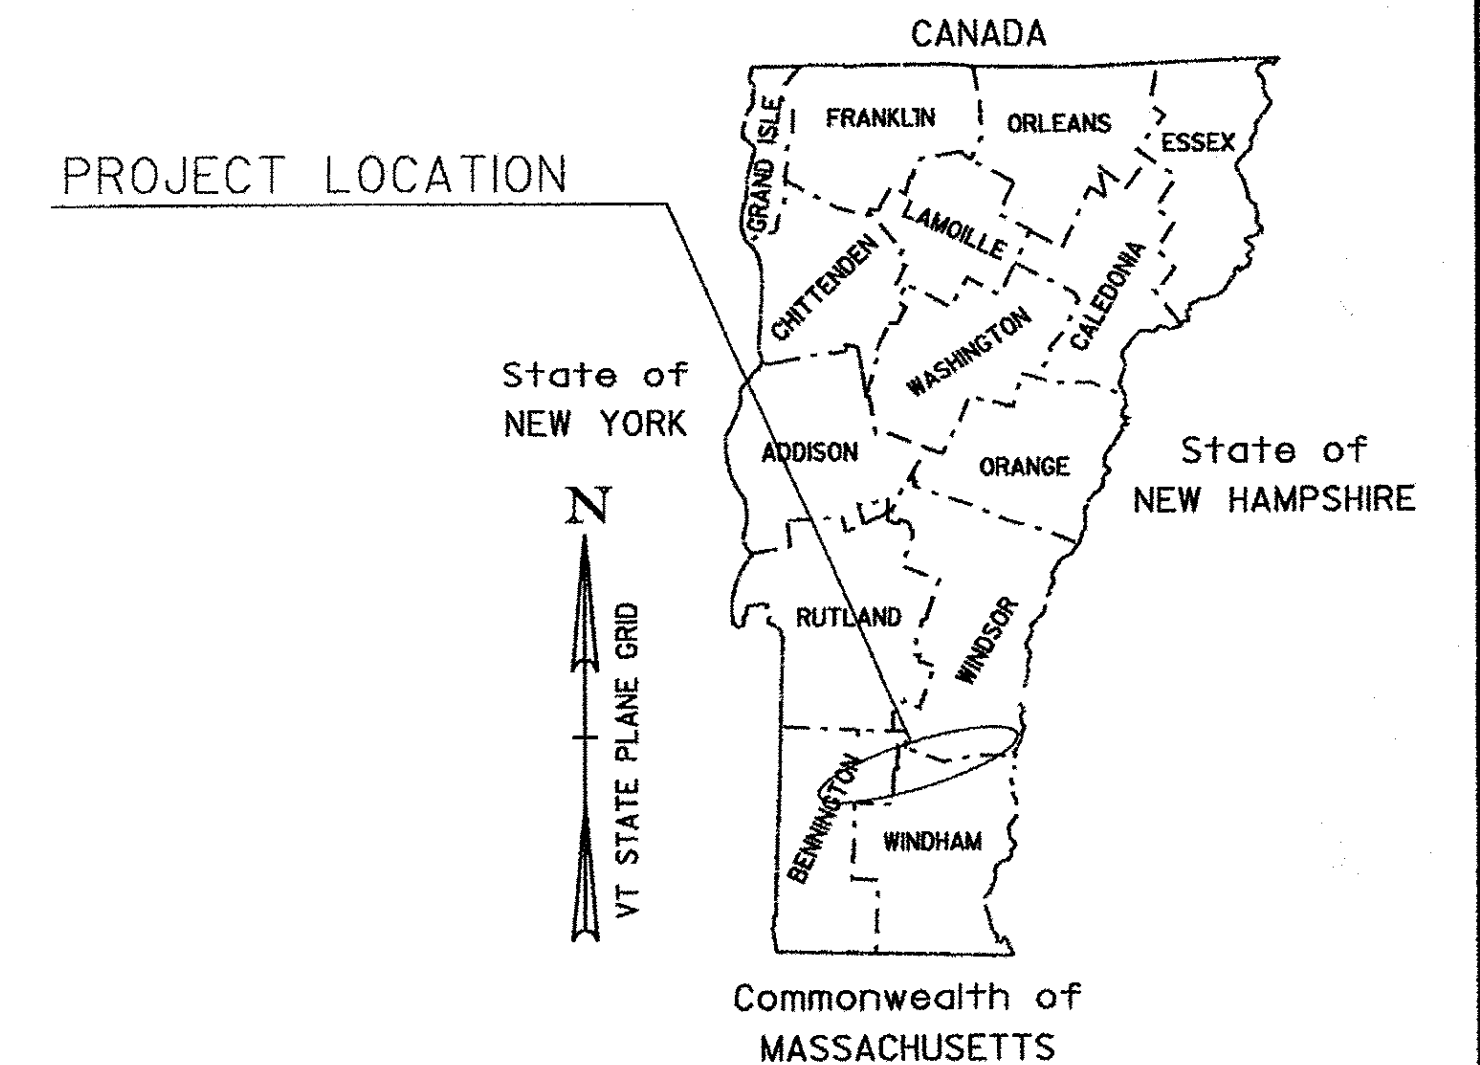 CANADA
FRANKLIN
ORLEANS
ESSEX
GRAND ISLE
PROJECT LOCATION
LAMOILLE
CHITTENDEN
CALEDONIA
WASHINGTON
State of
NEW YORK
ADDISON
ORANGE
State of
NEW HAMPSHIRE
N
VT STATE PLANE GRID
RUTLAND
WINDSOR
BENNINGTON
WINDHAM
Commonwealth of
MASSACHUSETTS